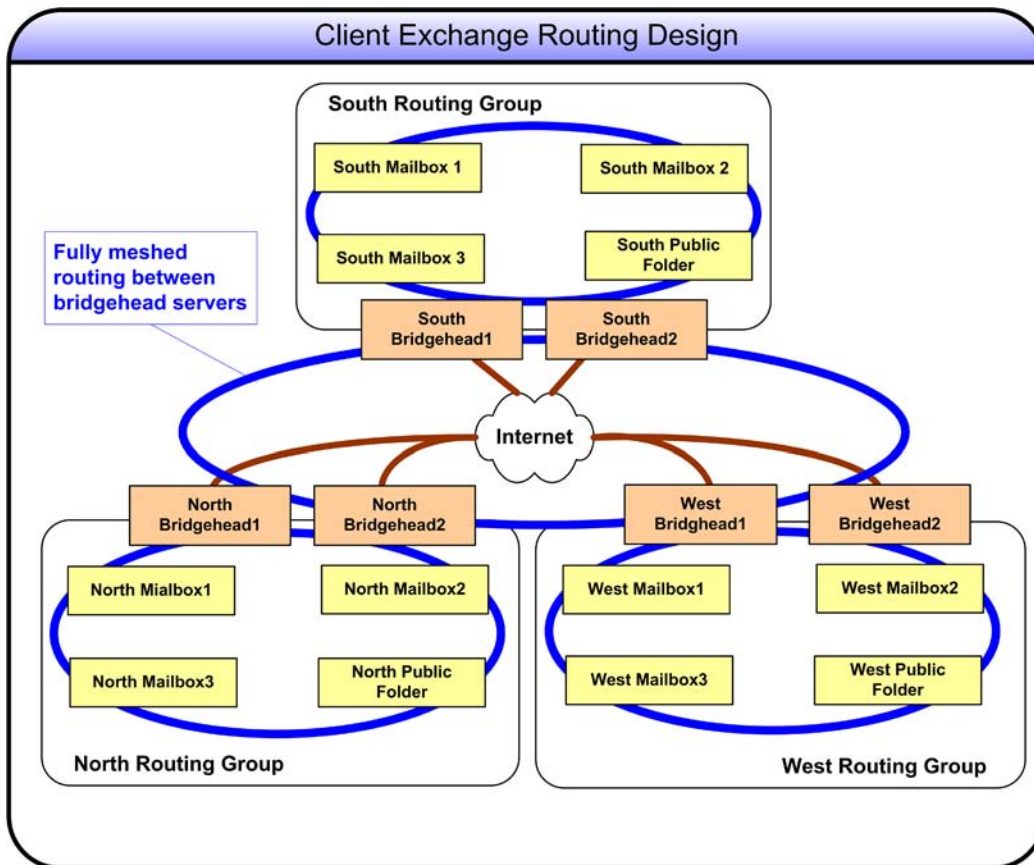 Client Exchange Routing Design
South Routing Group
South Mailbox 1
South Mailbox 2
South Mailbox 3
South Public
Folder
Fully meshed
routing between
bridgehead servers
South
Bridgehead1
South
Bridgehead2
Internet
North
Bridgehead1
North
Bridgehead2
West
Bridghead1
West
Bridgehead2
North Mialbox1
North Mailbox2
North Mailbox3
North Public
Folder
North Routing Group
West Mailbox1
West Mailbox2
West Mailbox3
West Public
Folder
West Routing Group